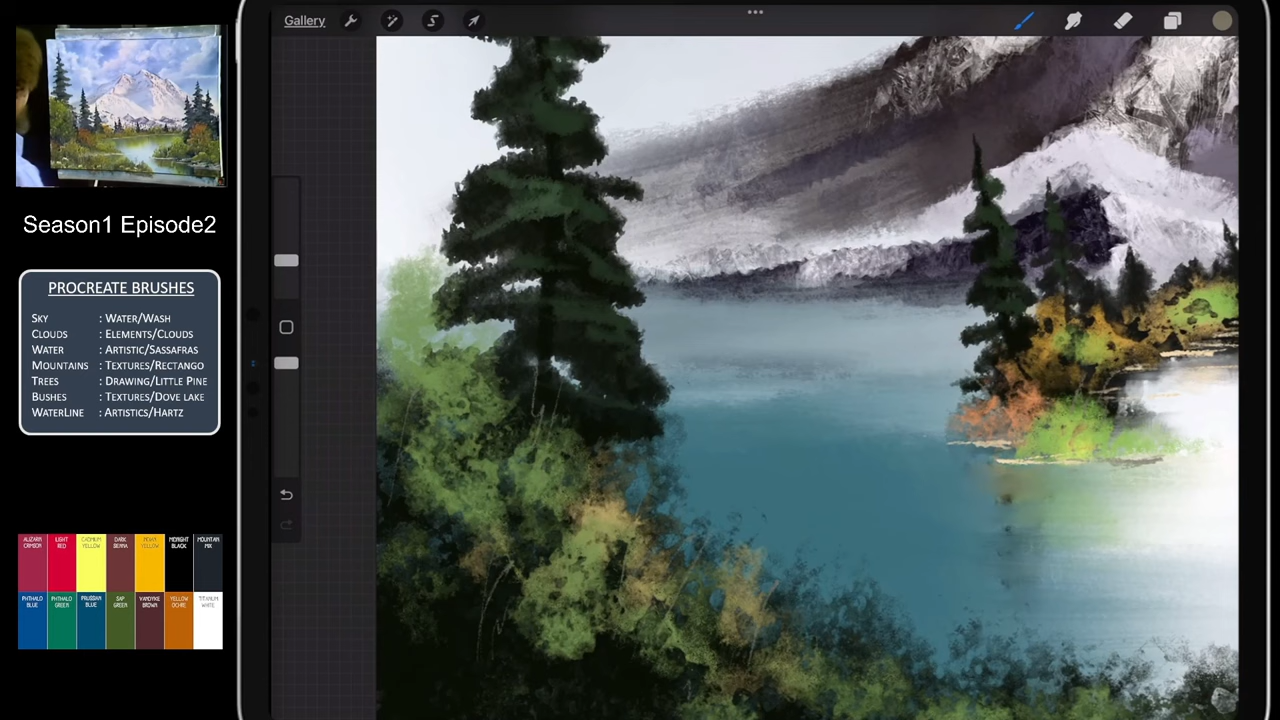 Gallery
Season1 Episode2
PROCREATE BRUSHES
SKY : WATER/WASH
CLOUDS : ELEMENTS/CLOUDS
WATER : ARTISTIC/SASSAFRAS
MOUNTAINS : TEXTURES/RECTANGO
TREES : DRAWING/LITTLE PINE
BUSHES : TEXTURES/DOVE LAKE
WATERLINE : ARTISTICS/HARTZ
ALIZARIN CRIMSON
LIGHT RED
CADMIUM YELLOW
DARK SIENNA
YELLOW
MIDNIGHT BLACK
MOUNTAIN MIX
PHTHALO BLUE
PHTHALO GREEN
PRUSSIAN BLUE
SAP GREEN
VANDYKE BROWN
YELLOW OCHRE
TITANIUM WHITE